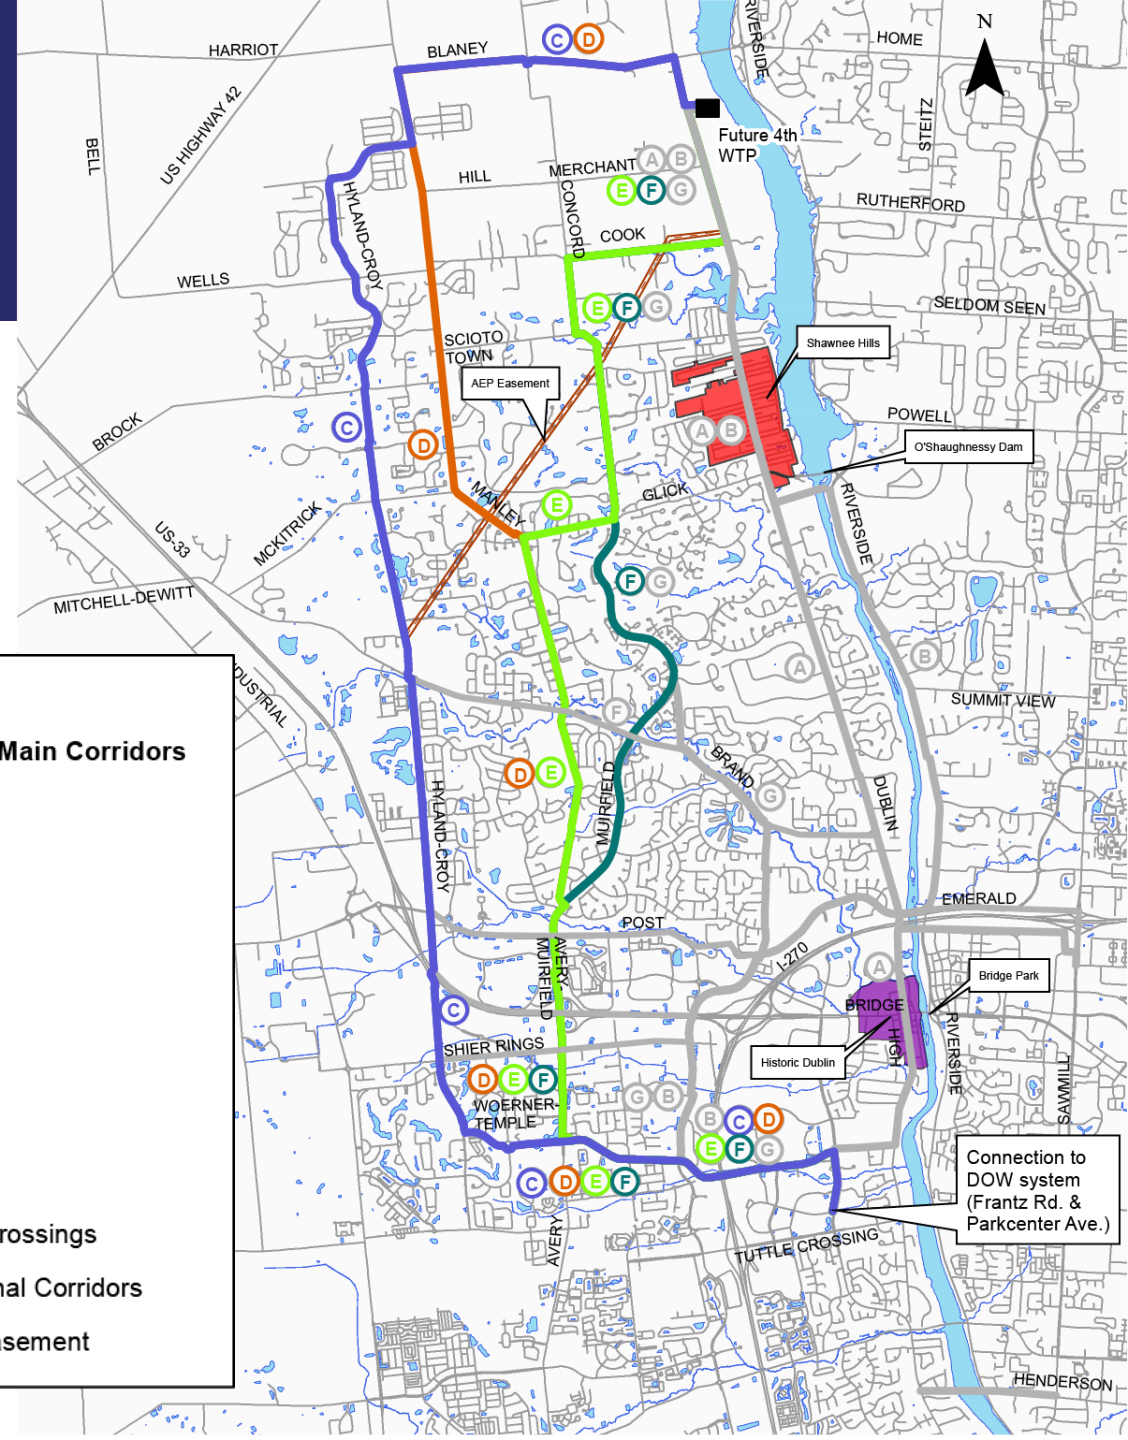 N
HARRIOT
BLANEY
C D
RIVERSIDE
HOME
US HIGHWAY 42
BELL
STEITZ
Future 4th
WTP
MERCHANT
A B
HILL
E F G
CONCORD
HYLAND-CROY
RUTHERFORD
COOK
WELLS
E F G
SELDOM SEEN
SCIOTO
TOWN
Shawnee Hills
AEP Easement
BROCK
C
D
A B
POWELL
O'Shaughnessy Dam
MANLEY
E
GLICK
RIVERSIDE
US-33
MCKITRICK
MITCHELL-DEWITT
F G
A
B
DUSTRIAL
SUMMIT VIEW
F
Main Corridors
D E
MUIRFIELD
BRAND
G
DUBLIN
HYLAND-CROY
EMERALD
POST
AVERY-
MUIRFIELD
I-270
A
Bridge Park
C
BRIDGE
HIGH
RIVERSIDE
SHIER RINGS
Historic Dublin
SAWMILL
D E F
G B
WOERNER-
TEMPLE
B C D
E F G
C D E F
Connection to
DOW system
(Frantz Rd. &
Parkcenter Ave.)
AVERY
TUTTLE CROSSING
rossings
nal Corridors
asement
HENDERSON